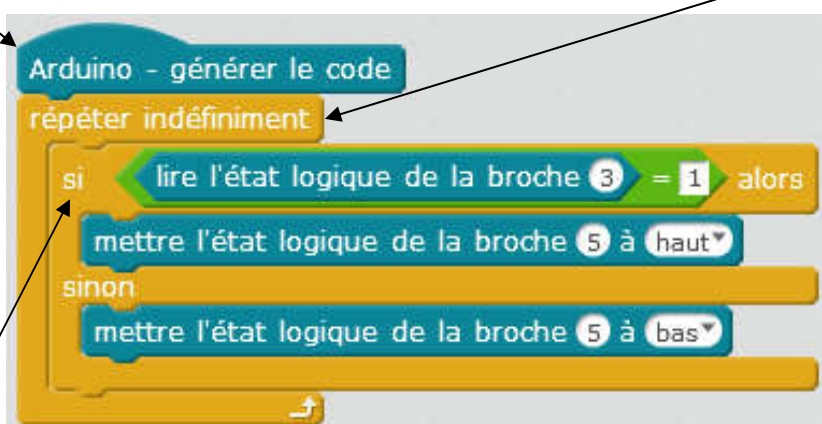 Arduino - générer le code
répéter indéfiniment
si lire l'état logique de la broche 3 = 1 alors
mettre l'état logique de la broche 5 à haut
sinon
mettre l'état logique de la broche 5 à bas